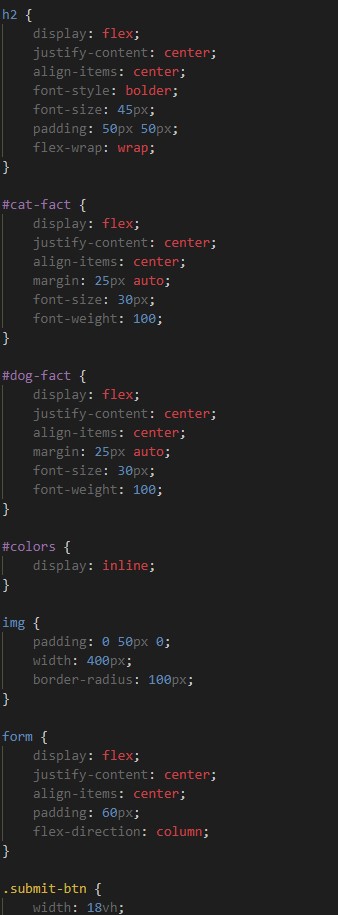 h2 {
    display: flex;
    justify-content: center;
    align-items: center;
    font-style: bolder;
    font-size: 45px;
    padding: 50px 50px;
    flex-wrap: wrap;
}

#cat-fact {
    display: flex;
    justify-content: center;
    align-items: center;
    margin: 25px auto;
    font-size: 30px;
    font-weight: 100;
}

#dog-fact {
    display: flex;
    justify-content: center;
    align-items: center;
    margin: 25px auto;
    font-size: 30px;
    font-weight: 100;
}

#colors {
    display: inline;
}

img {
    padding: 0 50px 0;
    width: 400px;
    border-radius: 100px;
}

form {
    display: flex;
    justify-content: center;
    align-items: center;
    padding: 60px;
    flex-direction: column;
}

.submit-btn {
    width: 18vh;